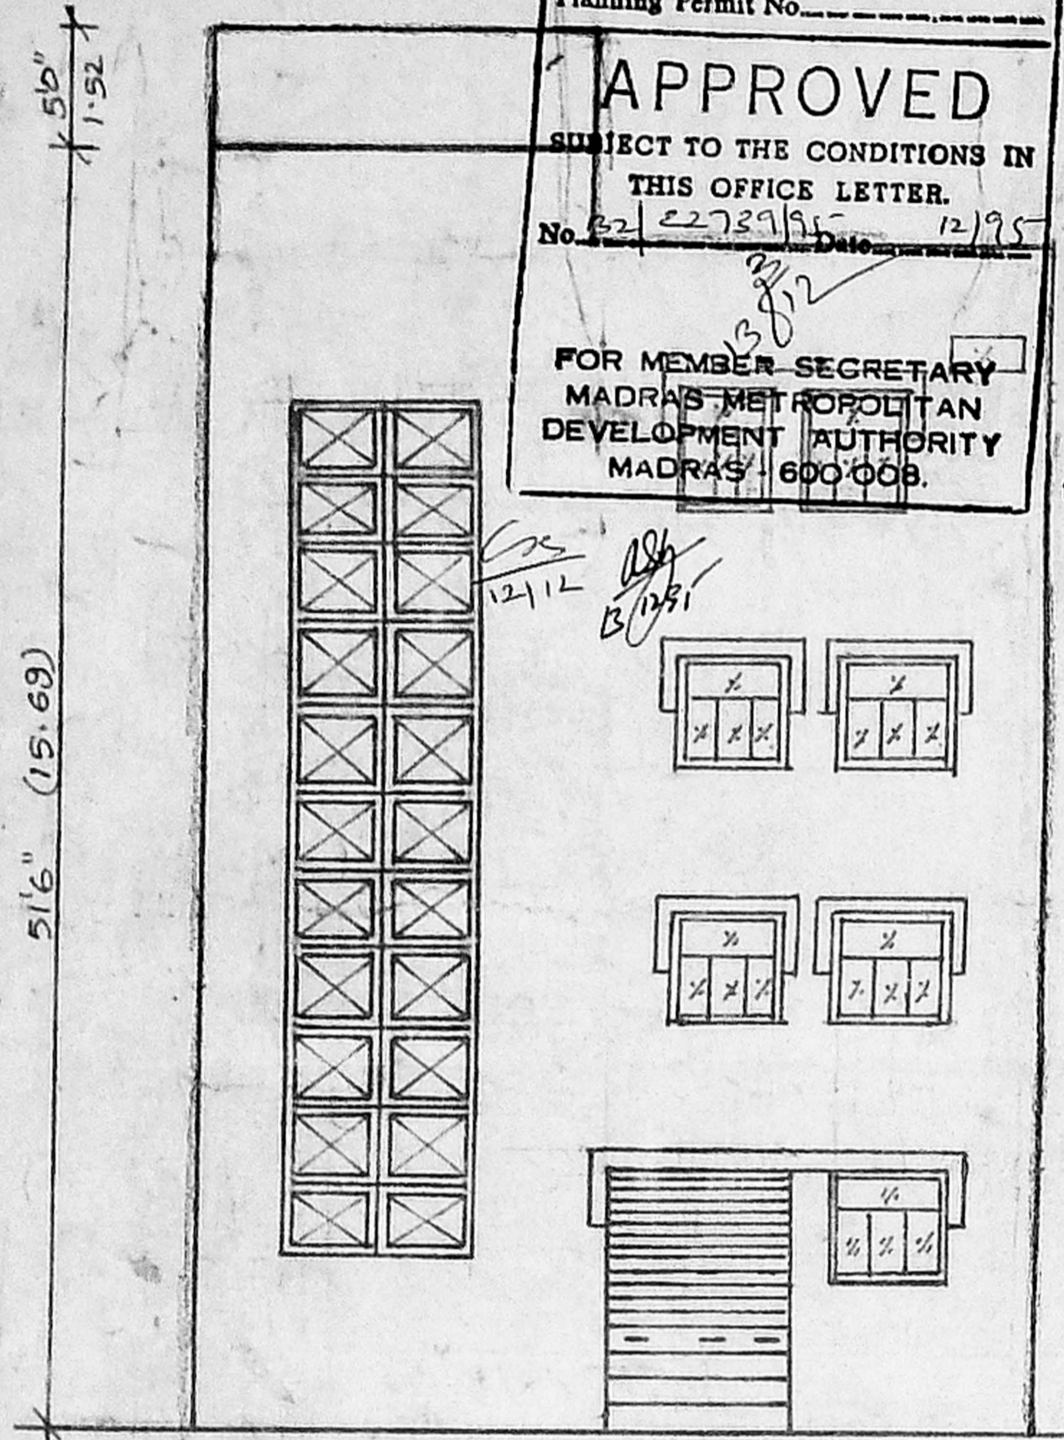 Planning Permit No.
5'0"
1.52
APPROVED
SUBJECT TO THE CONDITIONS IN
THIS OFFICE LETTER.
No. B2/22739/95 Date 12/95
FOR MEMBER SECRETARY
MADRAS METROPOLITAN
DEVELOPMENT AUTHORITY
MADRAS - 600 008.
12/12
51'6" (15.69)